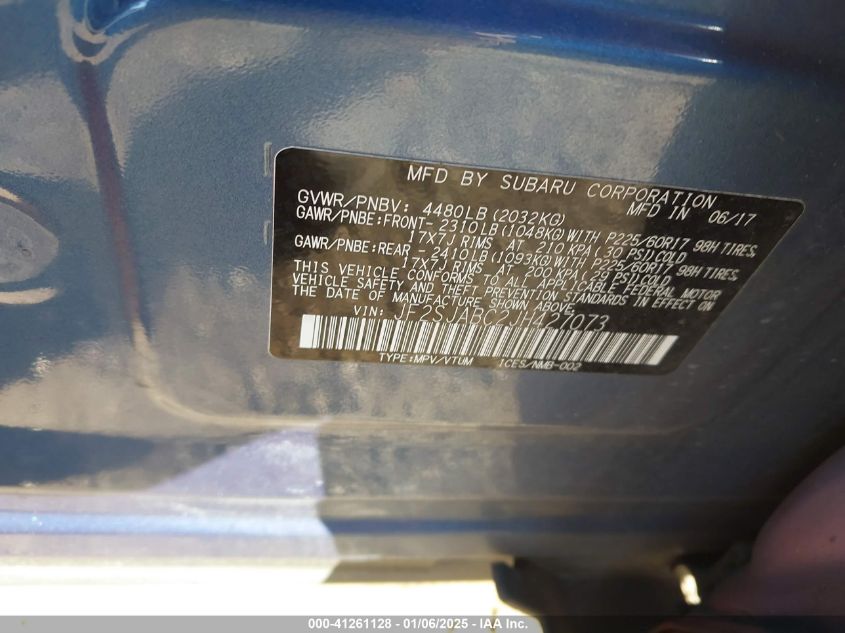 MFD BY SUBARU CORPORATION
MFD IN 06/17
GVWR/PNBV: 4480LB(2032KG)
GAWR/PNBE:FRONT-2310LB(1048KG)WITH P225/60R17 98H TIRES,
17X7J RIMS AT 210 KPA(30 PSI)COLD
GAWR/PNBE:REAR -2410LB(1093KG)WITH P225/60R17 98H TIRES,
17X7J RIMS AT 200 KPA(29 PSI)COLD.
THIS VEHICLE CONFORMS TO ALL APPLICABLE FEDERAL MOTOR
VEHICLE SAFETY AND THEFT PREVENTION STANDARDS IN EFFECT ON
THE DATE OF MANUFACTURE SHOWN ABOVE.
VIN: JF2SJABC2JH427073
TYPE:MPV/VTUM ICES/NMB-002
000-41261128 - 01/06/2025 - IAA Inc.